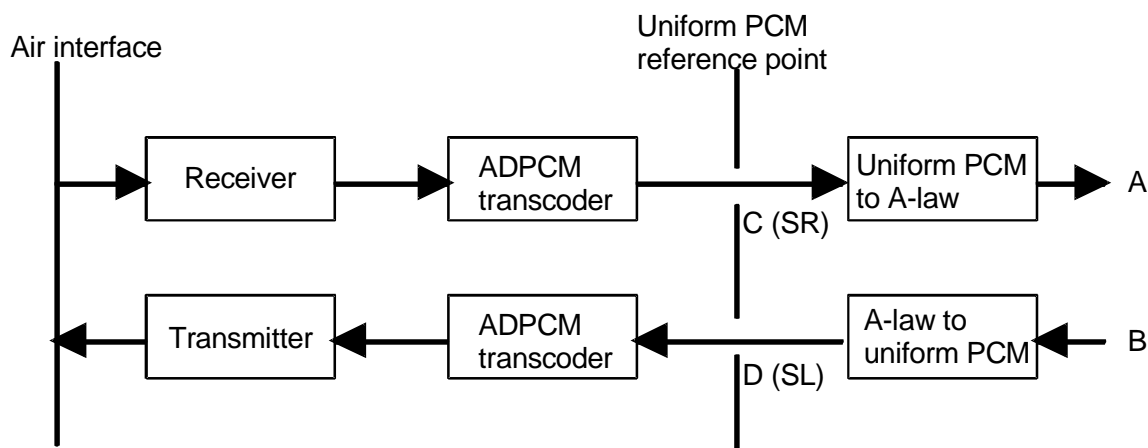 Air interface
Uniform PCM
reference point
Receiver
ADPCM
transcoder
Uniform PCM
to A-law
A
C (SR)
Transmitter
ADPCM
transcoder
A-law to
uniform PCM
B
D (SL)